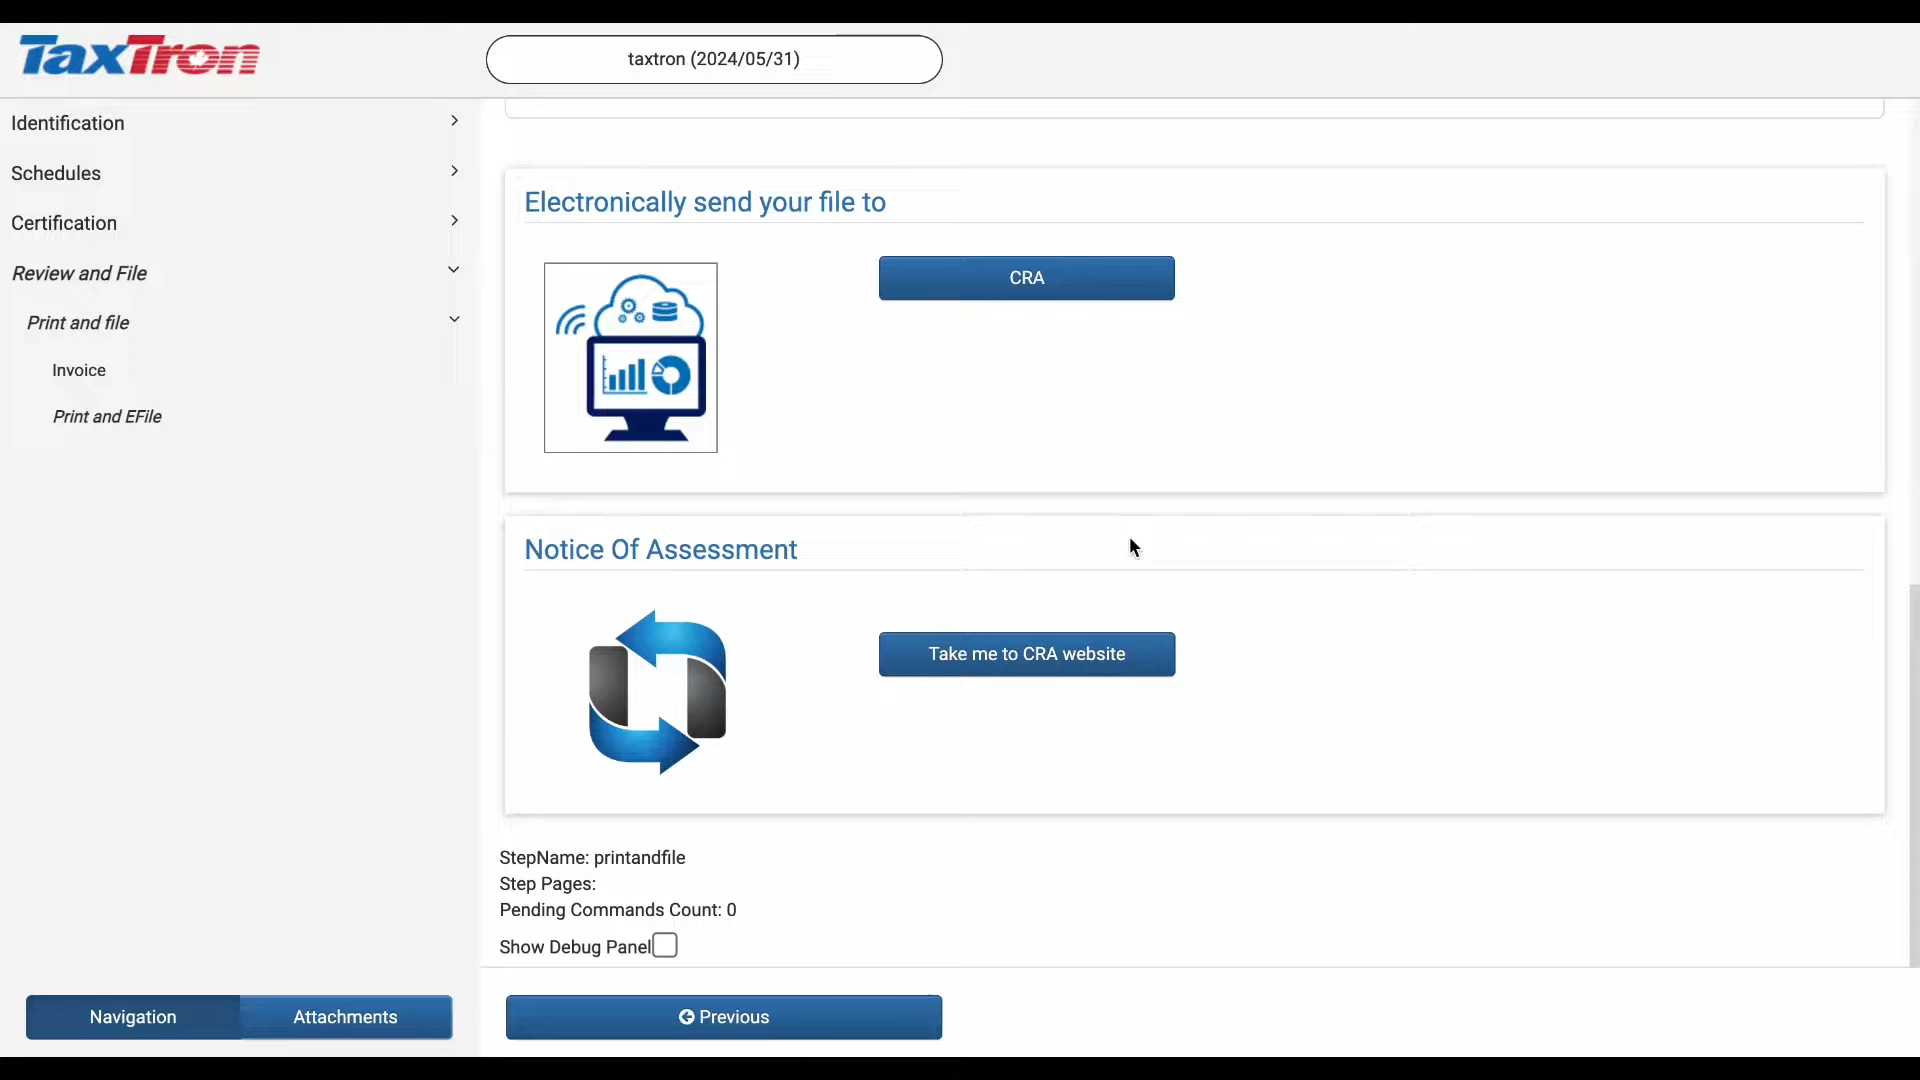 TaxTron
taxtron (2024/05/31)
Identification
Schedules
Certification
Review and File
Print and file
Invoice
Print and EFile
Electronically send your file to
CRA
Notice Of Assessment
Take me to CRA website
StepName: printandfile
Step Pages:
Pending Commands Count: 0
Show Debug Panel
Navigation
Attachments
Previous